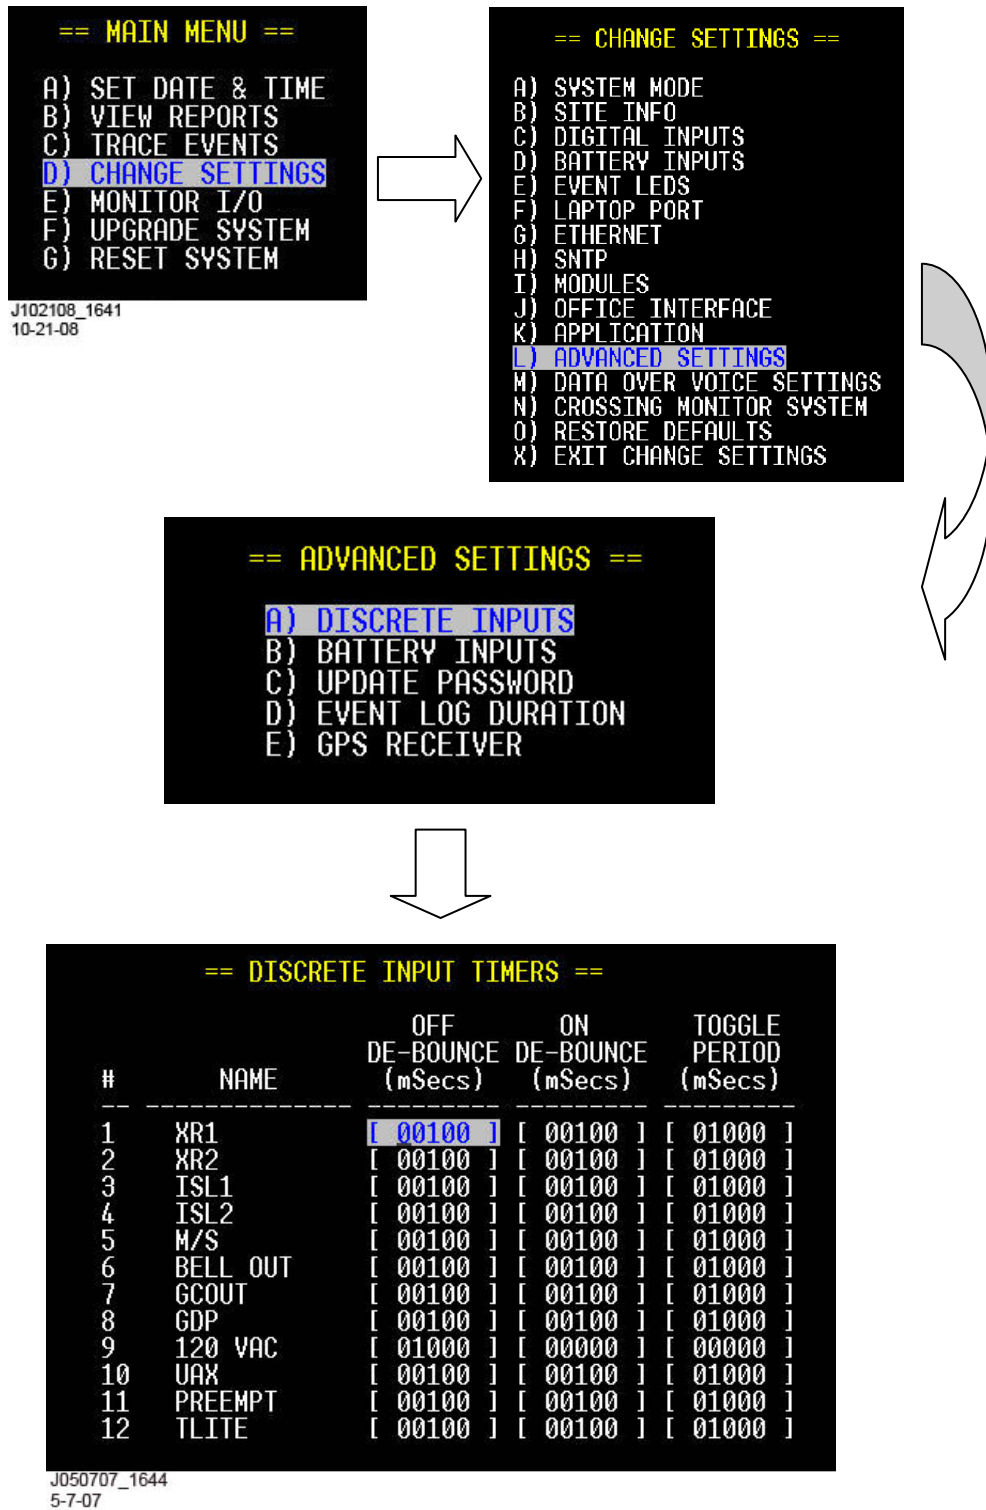 == MAIN MENU ==
A) SET DATE & TIME
B) VIEW REPORTS
C) TRACE EVENTS
D) CHANGE SETTINGS
E) MONITOR I/O
F) UPGRADE SYSTEM
G) RESET SYSTEM
J102108_1641
10-21-08
== CHANGE SETTINGS ==
A) SYSTEM MODE
B) SITE INFO
C) DIGITAL INPUTS
D) BATTERY INPUTS
E) EVENT LEDS
F) LAPTOP PORT
G) ETHERNET
H) SNTP
I) MODULES
J) OFFICE INTERFACE
K) APPLICATION
L) ADVANCED SETTINGS
M) DATA OVER VOICE SETTINGS
N) CROSSING MONITOR SYSTEM
O) RESTORE DEFAULTS
X) EXIT CHANGE SETTINGS
== ADVANCED SETTINGS ==
A) DISCRETE INPUTS
B) BATTERY INPUTS
C) UPDATE PASSWORD
D) EVENT LOG DURATION
E) GPS RECEIVER
== DISCRETE INPUT TIMERS ==
OFF ON TOGGLE
DE-BOUNCE DE-BOUNCE PERIOD
# NAME (mSecs) (mSecs) (mSecs)
-- -------------- --------- --------- ---------
1 XR1 [ 00100 ] [ 00100 ] [ 01000 ]
2 XR2 [ 00100 ] [ 00100 ] [ 01000 ]
3 ISL1 [ 00100 ] [ 00100 ] [ 01000 ]
4 ISL2 [ 00100 ] [ 00100 ] [ 01000 ]
5 M/S [ 00100 ] [ 00100 ] [ 01000 ]
6 BELL OUT [ 00100 ] [ 00100 ] [ 01000 ]
7 GCOUT [ 00100 ] [ 00100 ] [ 01000 ]
8 GDP [ 00100 ] [ 00100 ] [ 01000 ]
9 120 VAC [ 01000 ] [ 00000 ] [ 00000 ]
10 UAX [ 00100 ] [ 00100 ] [ 01000 ]
11 PREEMPT [ 00100 ] [ 00100 ] [ 01000 ]
12 TLITE [ 00100 ] [ 00100 ] [ 01000 ]
J050707_1644
5-7-07